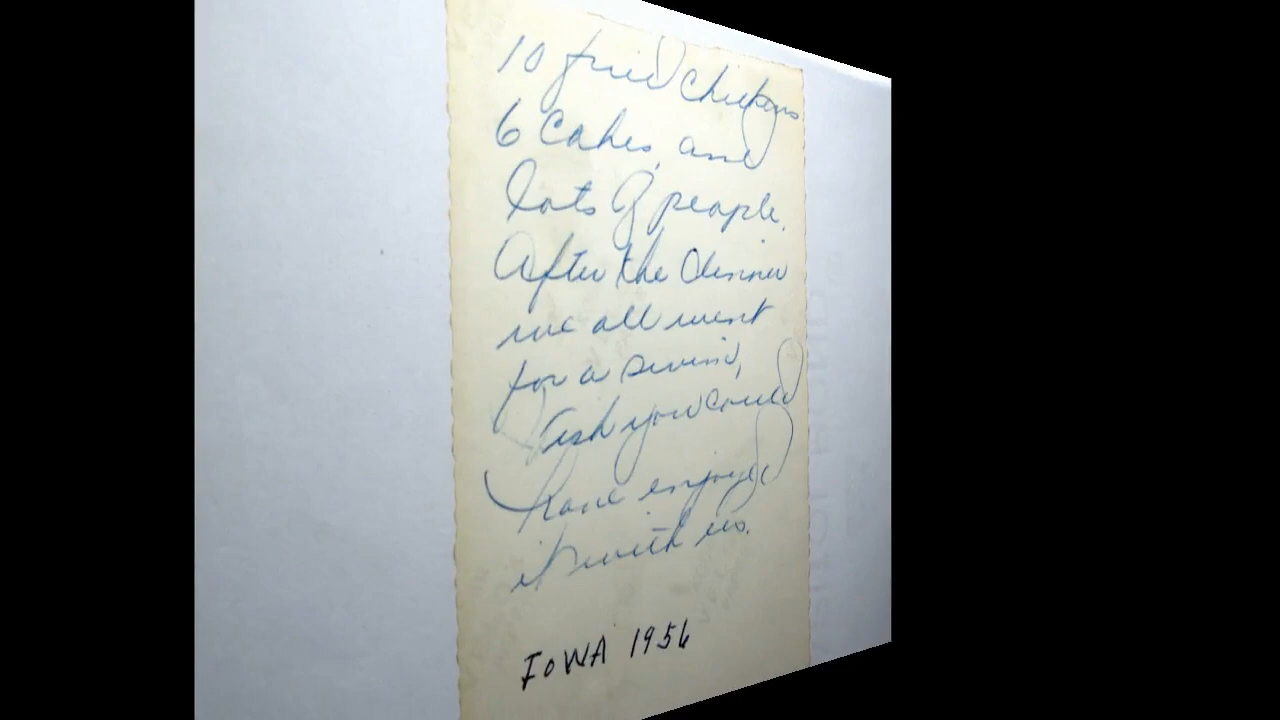 10 fried chickens
6 cakes, and
lots of people.
After the dinner
we all went
for a swim,
Wish you could
have enjoyed
it with us.
IOWA 1956